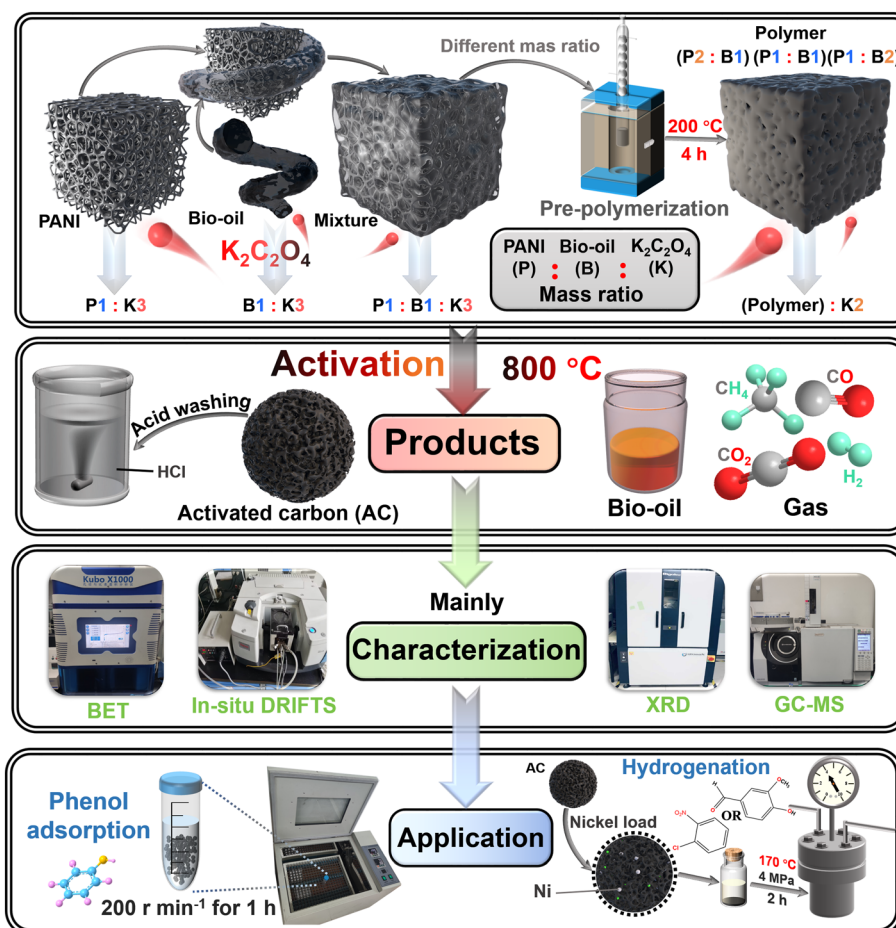 Different mas ratio
Polymer
(P2 : B1) (P1 : B1)(P1 : B2)
200 °C
4 h
PANI
Bio-oil
Mixture
K2C2O4
Pre-polymerization
PANI Bio-oil K2C2O4
(P) : (B) : (K)
Mass ratio
P1 : K3
B1 : K3
P1 : B1 : K3
(Polymer) : K2
Activation 800 °C
Acid washing
HCl
Activated carbon (AC)
Products
Bio-oil
CH4
CO
CO2
H2
Gas
Kubo X1000
Mainly
Characterization
BET
In-situ DRIFTS
XRD
GC-MS
Phenol
adsorption
200 r min-1 for 1 h
Application
AC
Hydrogenation
Nickel load
Ni
NO2
Cl
OR
H
O
O
CH3
OH
170 °C
4 MPa
2 h